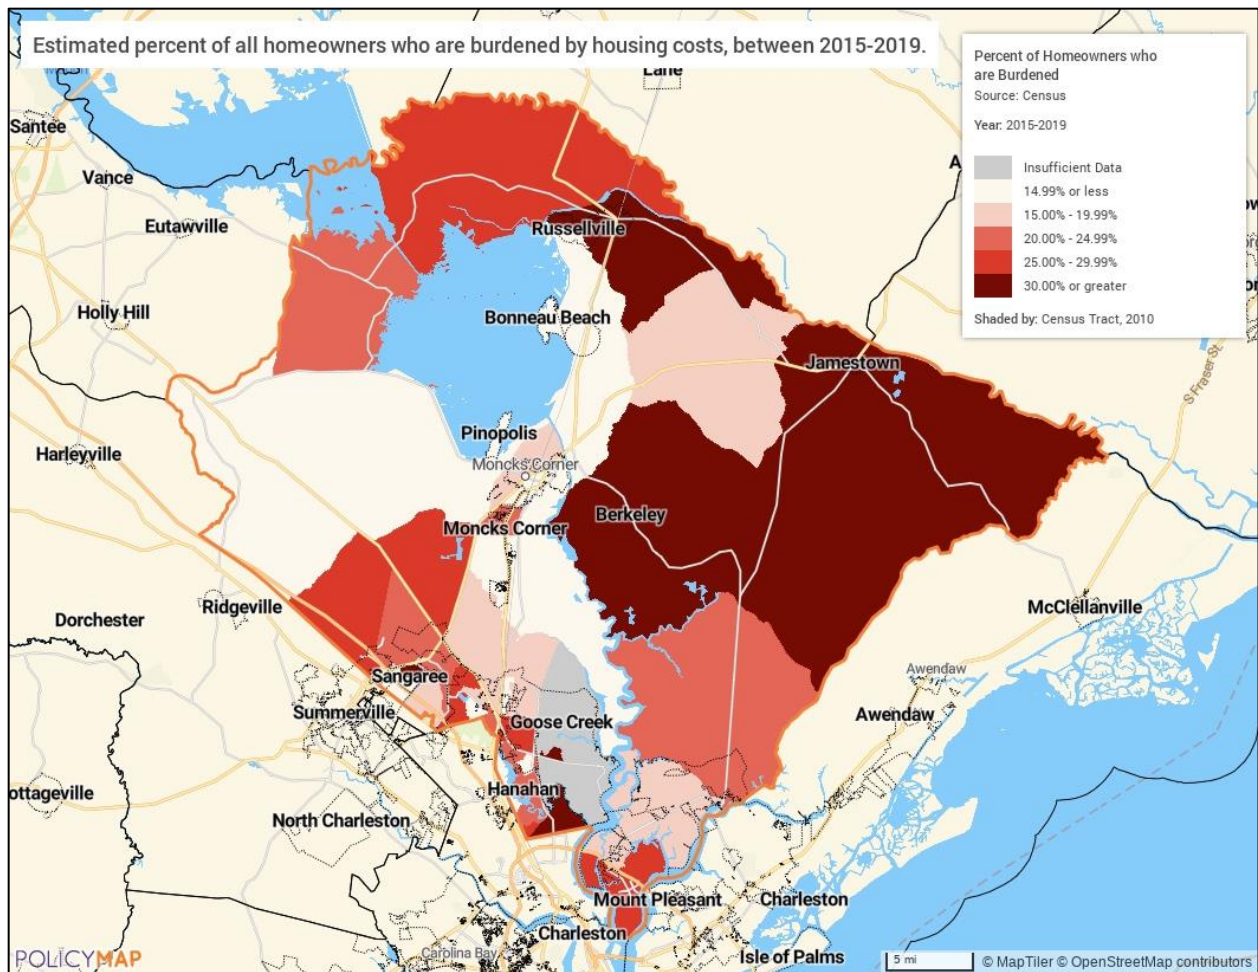 Estimated percent of all homeowners who are burdened by housing costs, between 2015-2019.
Percent of Homeowners who
are Burdened
Source: Census
Year: 2015-2019
Insufficient Data
14.99% or less
15.00% - 19.99%
20.00% - 24.99%
25.00% - 29.99%
30.00% or greater
Shaded by: Census Tract, 2010
Lane
Santee
Vance
Eutawville
Russellville
Holly Hill
Bonneau Beach
Jamestown
S Fraser St.
Pinopolis
Harleyville
Moncks Corner
Berkeley
Moncks Corner
Ridgeville
McClellanville
Dorchester
Awendaw
Sangaree
Summerville
Goose Creek
Awendaw
Hanahan
ottageville
North Charleston
Mount Pleasant
Charleston
Charleston
Carolina Bay
Isle of Palms
POLICYMAP
5 mi
© MapTiler © OpenStreetMap contributors